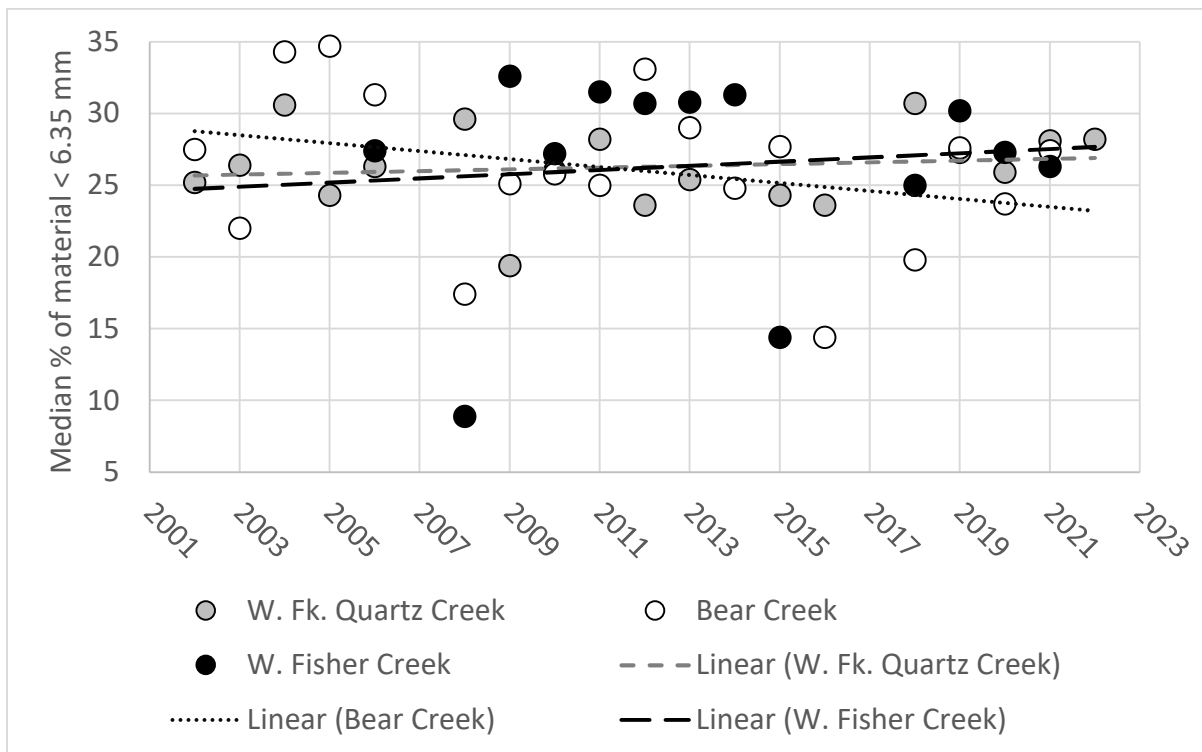 Median % of material < 6.35 mm
35
30
25
20
15
10
5
2001
2003
2005
2007
2009
2011
2013
2015
2017
2019
2021
2023
W. Fk. Quartz Creek
Bear Creek
W. Fisher Creek
Linear (W. Fk. Quartz Creek)
Linear (Bear Creek)
Linear (W. Fisher Creek)